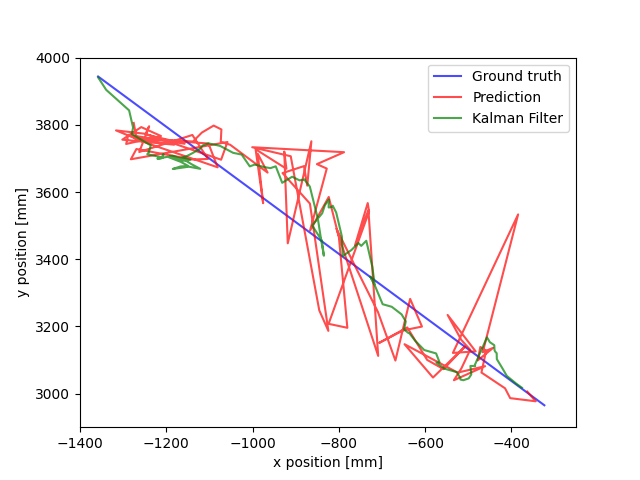 Ground truth
Prediction
Kalman Filter
4000
3800
3600
3400
3200
3000
y position [mm]
−1400
−1200
−1000
−800
−600
−400
x position [mm]